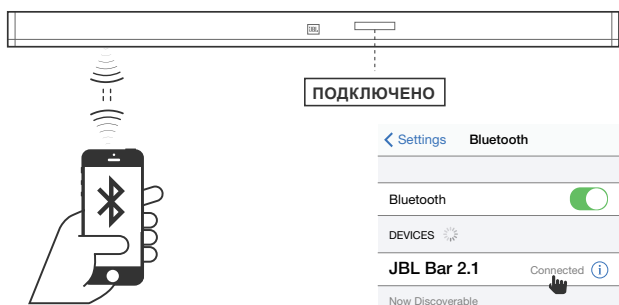 JBL
ПОДКЛЮЧЕНО
Settings Bluetooth
Bluetooth
DEVICES
JBL Bar 2.1 Connected i
Now Discoverable